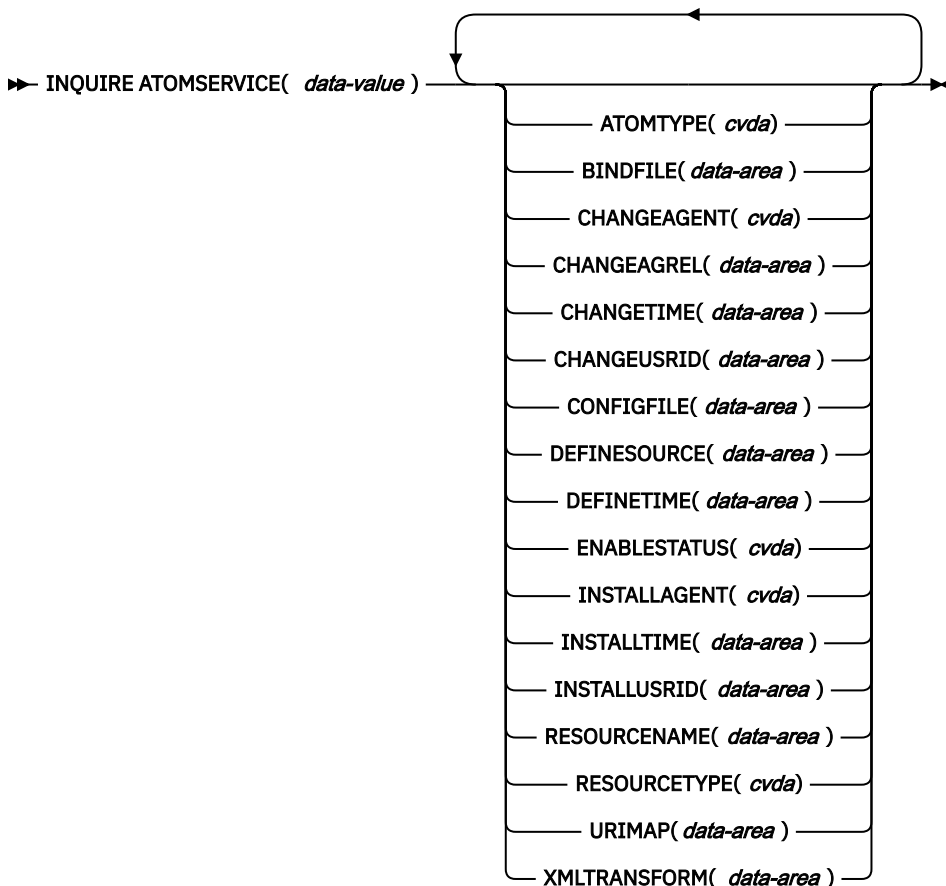 INQUIRE ATOMSERVICE( data-value )
ATOMTYPE( cvda)
BINDFILE( data-area )
CHANGEAGENT( cvda)
CHANGEAGREL( data-area )
CHANGETIME( data-area )
CHANGEUSRID( data-area )
CONFIGFILE( data-area )
DEFINESOURCE( data-area )
DEFINETIME( data-area )
ENABLESTATUS( cvda)
INSTALLAGENT( cvda)
INSTALLTIME( data-area )
INSTALLUSRID( data-area )
RESOURCENAME( data-area )
RESOURCETYPE( cvda)
URIMAP( data-area )
XMLTRANSFORM( data-area )